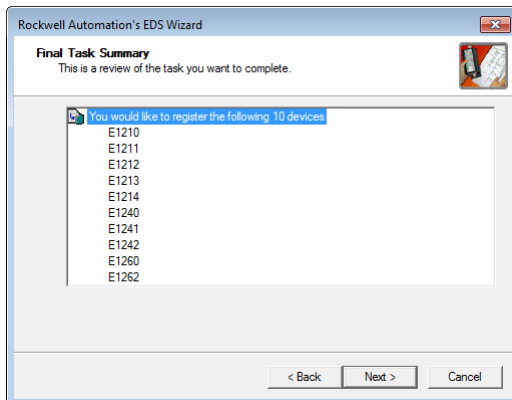 Rockwell Automation's EDS Wizard
Final Task Summary
This is a review of the task you want to complete.
You would like to register the following 10 devices
E1210
E1211
E1212
E1213
E1214
E1240
E1241
E1242
E1260
E1262
< Back
Next >
Cancel